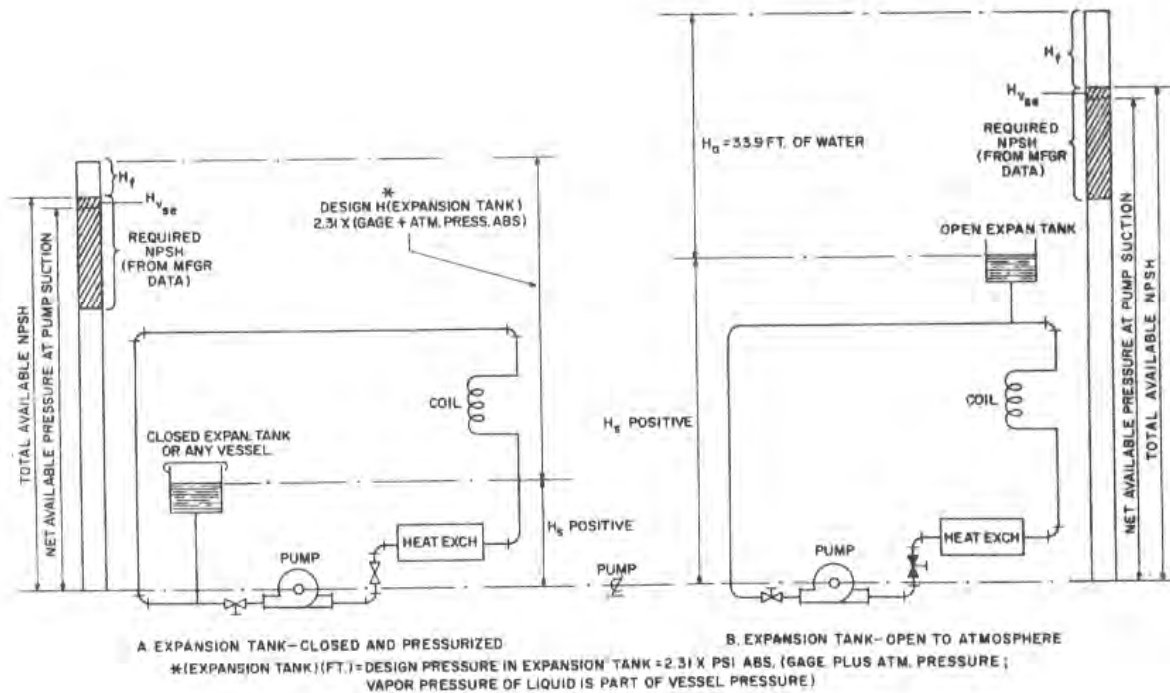 TOTAL AVAILABLE NPSH
NET AVAILABLE PRESSURE AT PUMP SUCTION
Hf
Hvse
REQUIRED
NPSH
(FROM MFGR
DATA)
*
DESIGN H(EXPANSION TANK)
2.31 X (GAGE + ATM. PRESS. ABS)
COIL
CLOSED EXPAN. TANK
OR ANY VESSEL
Hs POSITIVE
HEAT EXCH
PUMP
A. EXPANSION TANK-CLOSED AND PRESSURIZED
PUMP
℄
Ha = 33.9 FT. OF WATER
Hf
Hvse
REQUIRED
NPSH
(FROM MFGR
DATA)
OPEN EXPAN TANK
Hs POSITIVE
COIL
HEAT EXCH
PUMP
NET AVAILABLE PRESSURE AT PUMP SUCTION
TOTAL AVAILABLE NPSH
B. EXPANSION TANK-OPEN TO ATMOSPHERE
*(EXPANSION TANK)(FT.) = DESIGN PRESSURE IN EXPANSION TANK = 2.31 X PSI ABS. (GAGE PLUS ATM. PRESSURE;
VAPOR PRESSURE OF LIQUID IS PART OF VESSEL PRESSURE)